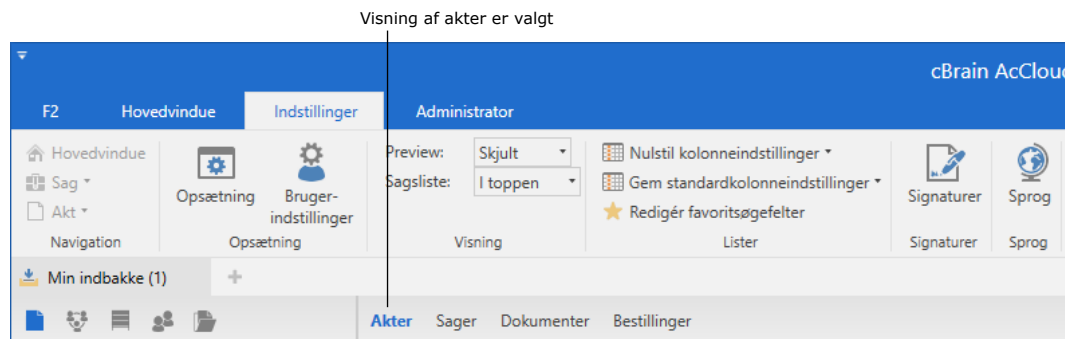 Visning af akter er valgt
cBrain AcCloud
F2 Hovedvindue Indstillinger Administrator
Hovedvindue
Sag
Akt
Navigation
Opsætning
Bruger-
indstillinger
Opsætning
Preview: Skjult
Sagsliste: I toppen
Visning
Nulstil kolonneindstillinger
Gem standardkolonneindstillinger
Redigér favoritsøgefelter
Lister
Signaturer
Signaturer
Sprog
Sprog
Min indbakke (1)
Akter Sager Dokumenter Bestillinger